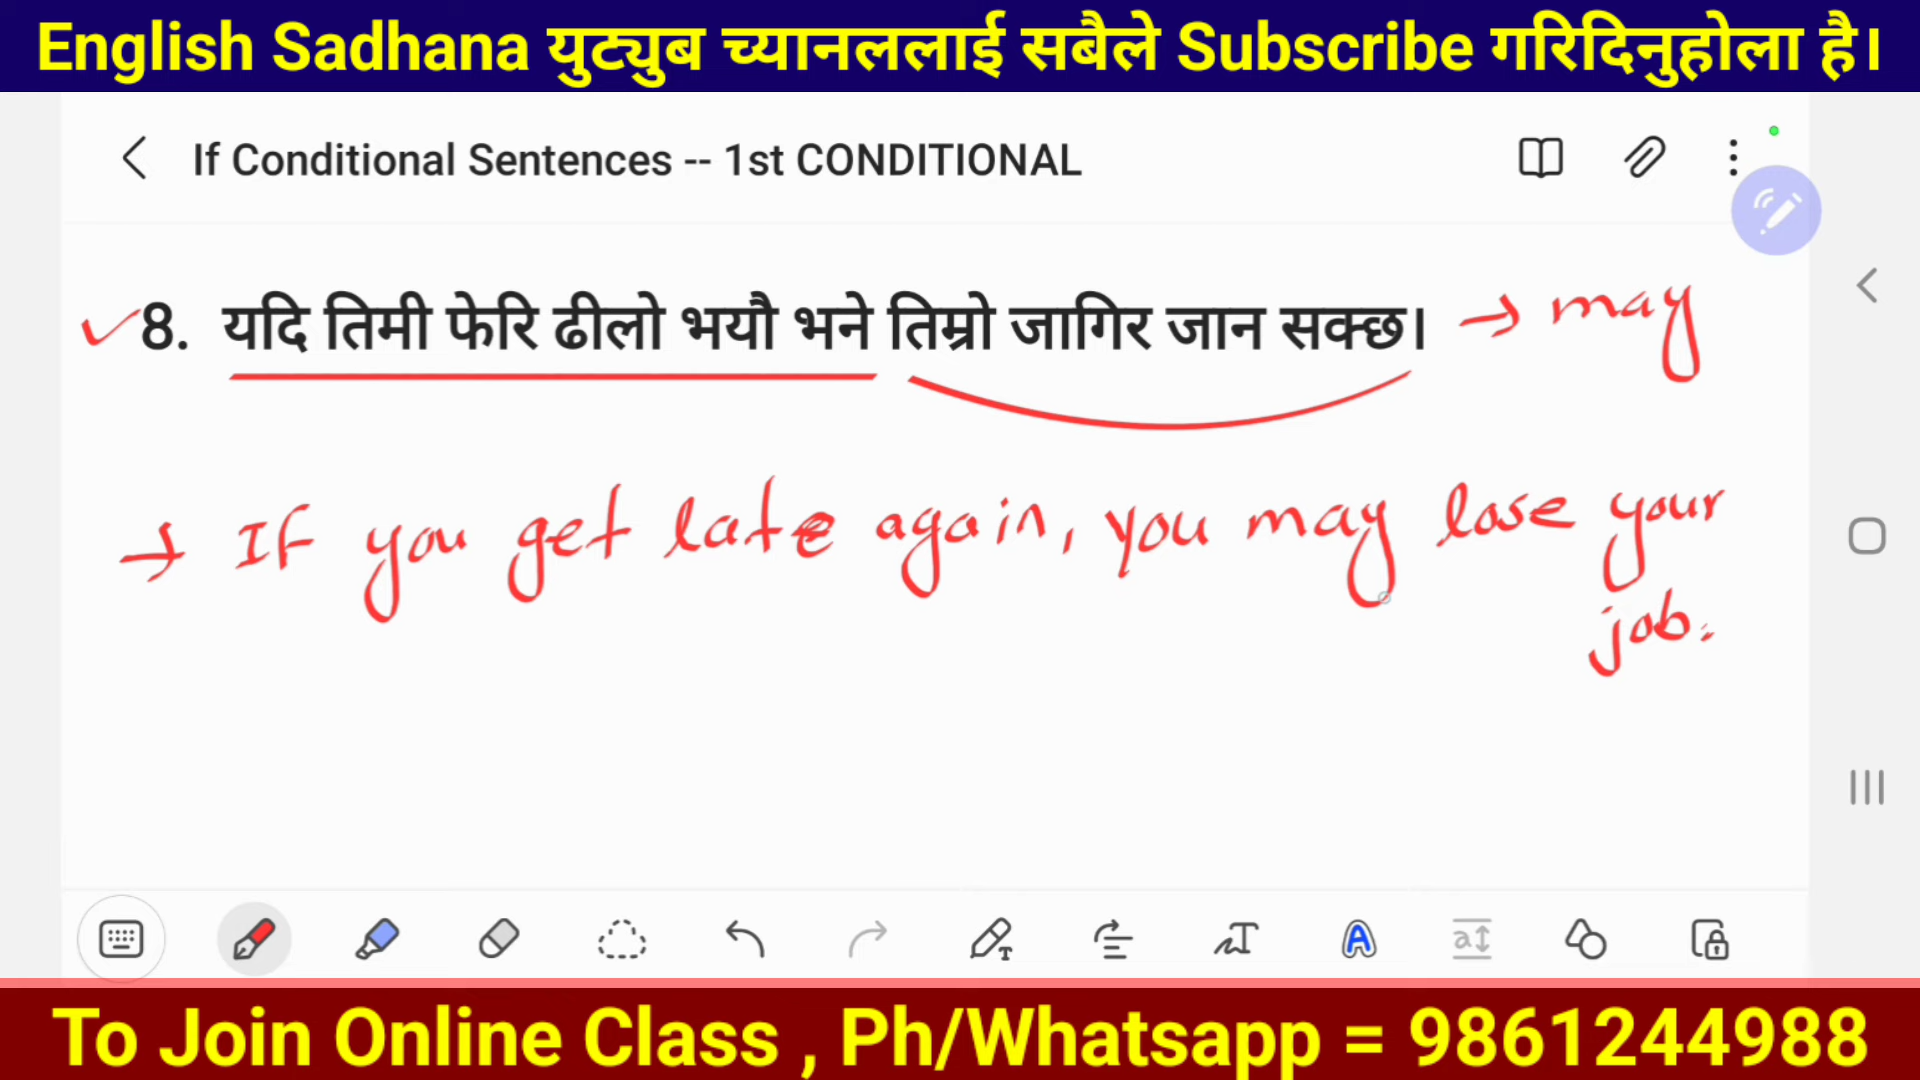 English Sadhana युट्युब च्यानललाई सबैले Subscribe गरिदिनुहोला है।
If Conditional Sentences -- 1st CONDITIONAL
8. यदि तिमी फेरि ढीलो भयौ भने तिम्रो जागिर जान सक्छ। → may
→ If you get late again, you may lose your
job.
To Join Online Class , Ph/Whatsapp = 9861244988